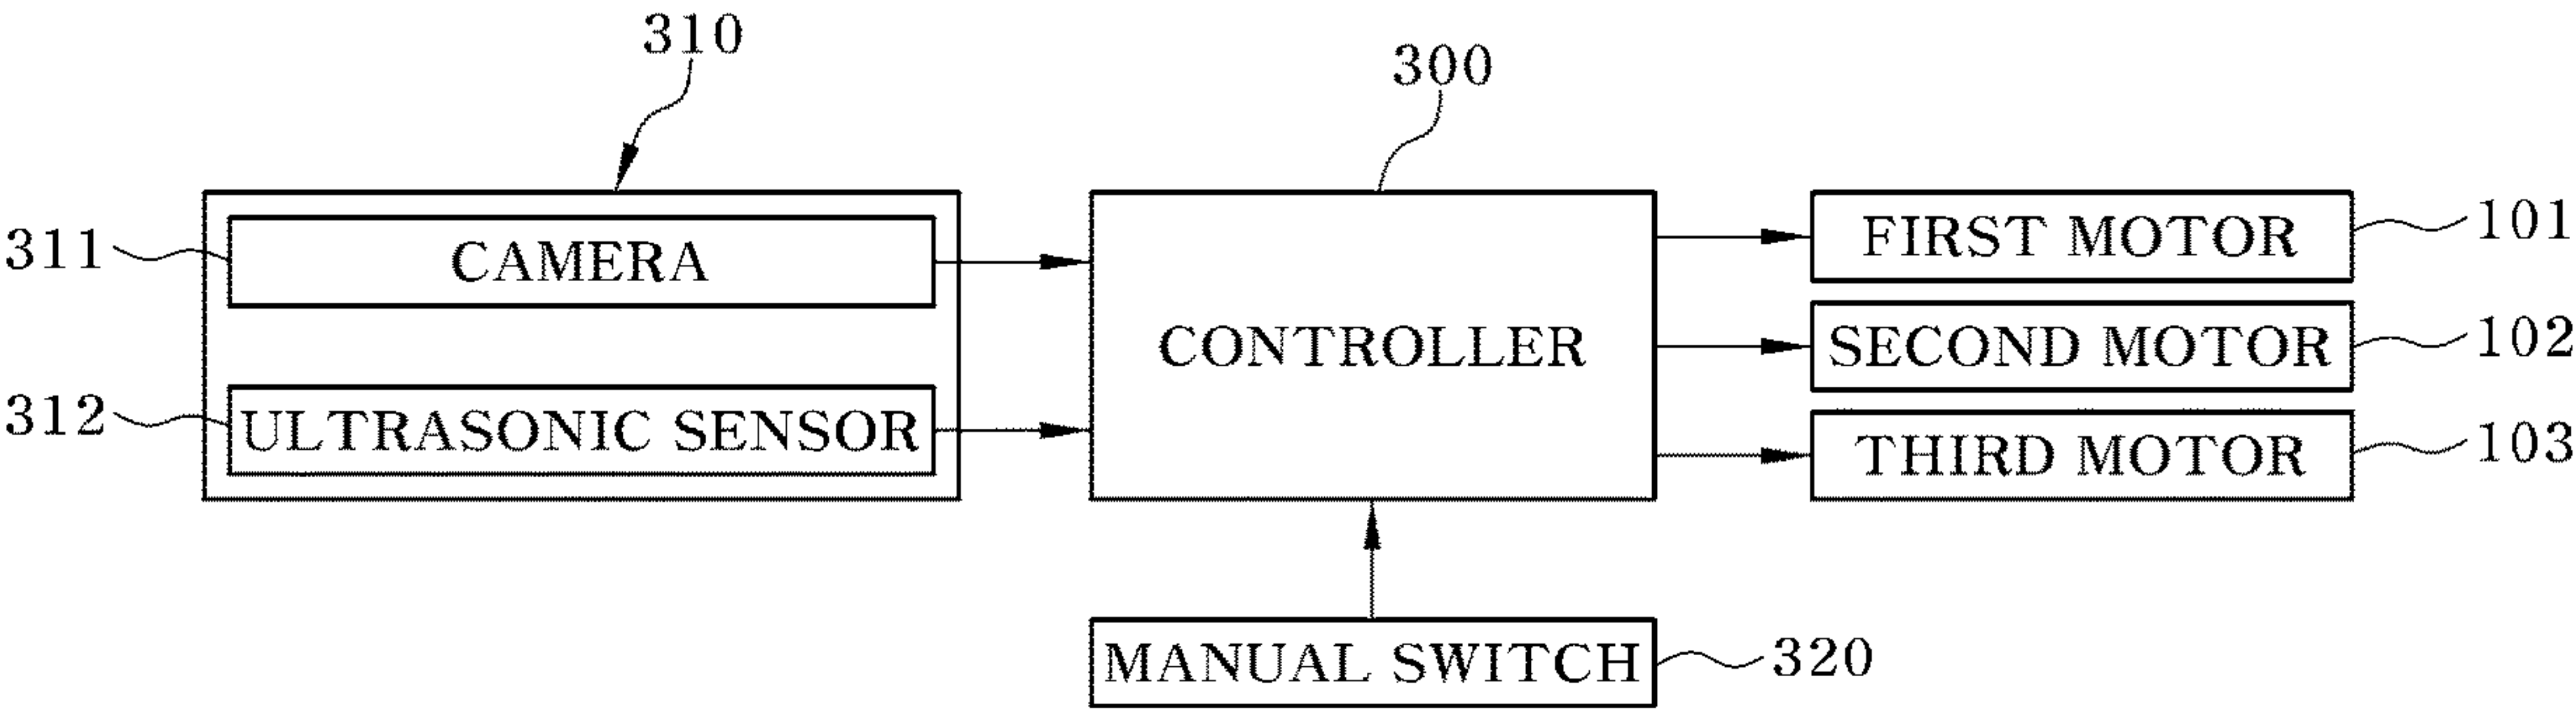 310
300
311
CAMERA
FIRST MOTOR
101
CONTROLLER
SECOND MOTOR
102
312
ULTRASONIC SENSOR
THIRD MOTOR
103
MANUAL SWITCH
320